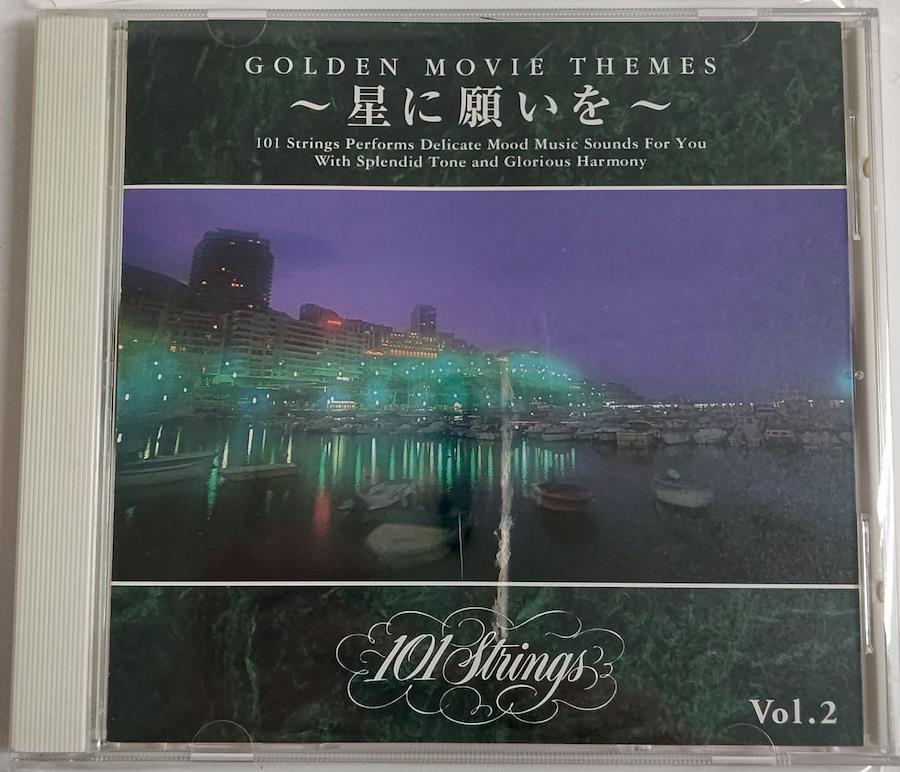 GOLDEN MOVIE THEMES
～星に願いを～
101 Strings Performs Delicate Mood Music Sounds For You
With Splendid Tone and Glorious Harmony
101 Strings
Vol.2